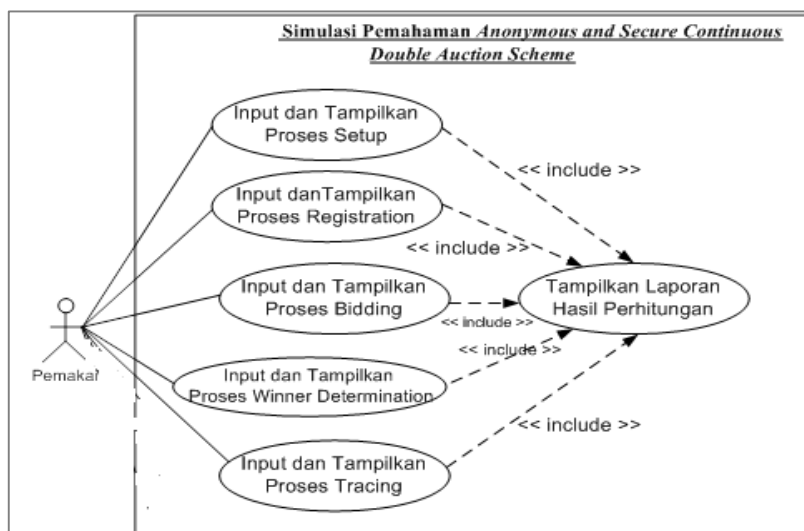 Simulasi Pemahaman Anonymous and Secure Continuous
Double Auction Scheme
Input dan Tampilkan
Proses Setup
<< include >>
Input danTampilkan
Proses Registration
<< include >>
Input dan Tampilkan
Proses Bidding
<< include >>
Tampilkan Laporan
Hasil Perhitungan
Pemakai
Input dan Tampilkan
Proses Winner Determination
<< include >>
Input dan Tampilkan
Proses Tracing
<< include >>